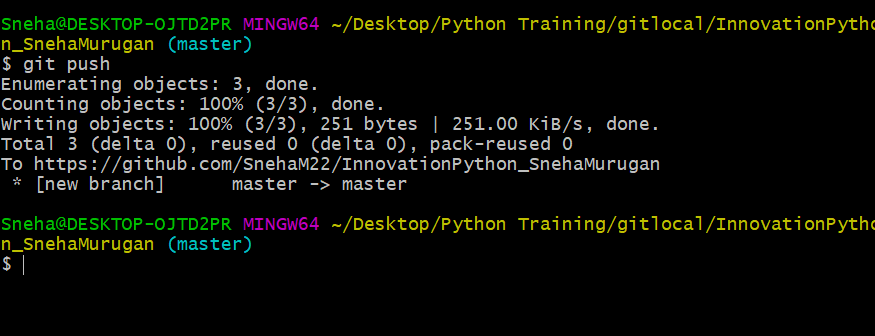 Sneha@DESKTOP-OJTD2PR MINGW64 ~/Desktop/Python Training/gitlocal/InnovationPytho
n_SnehaMurugan (master)
$ git push
Enumerating objects: 3, done.
Counting objects: 100% (3/3), done.
Writing objects: 100% (3/3), 251 bytes | 251.00 KiB/s, done.
Total 3 (delta 0), reused 0 (delta 0), pack-reused 0
To https://github.com/SnehaM22/InnovationPython_SnehaMurugan
 * [new branch]      master -> master
Sneha@DESKTOP-OJTD2PR MINGW64 ~/Desktop/Python Training/gitlocal/InnovationPytho
n_SnehaMurugan (master)
$